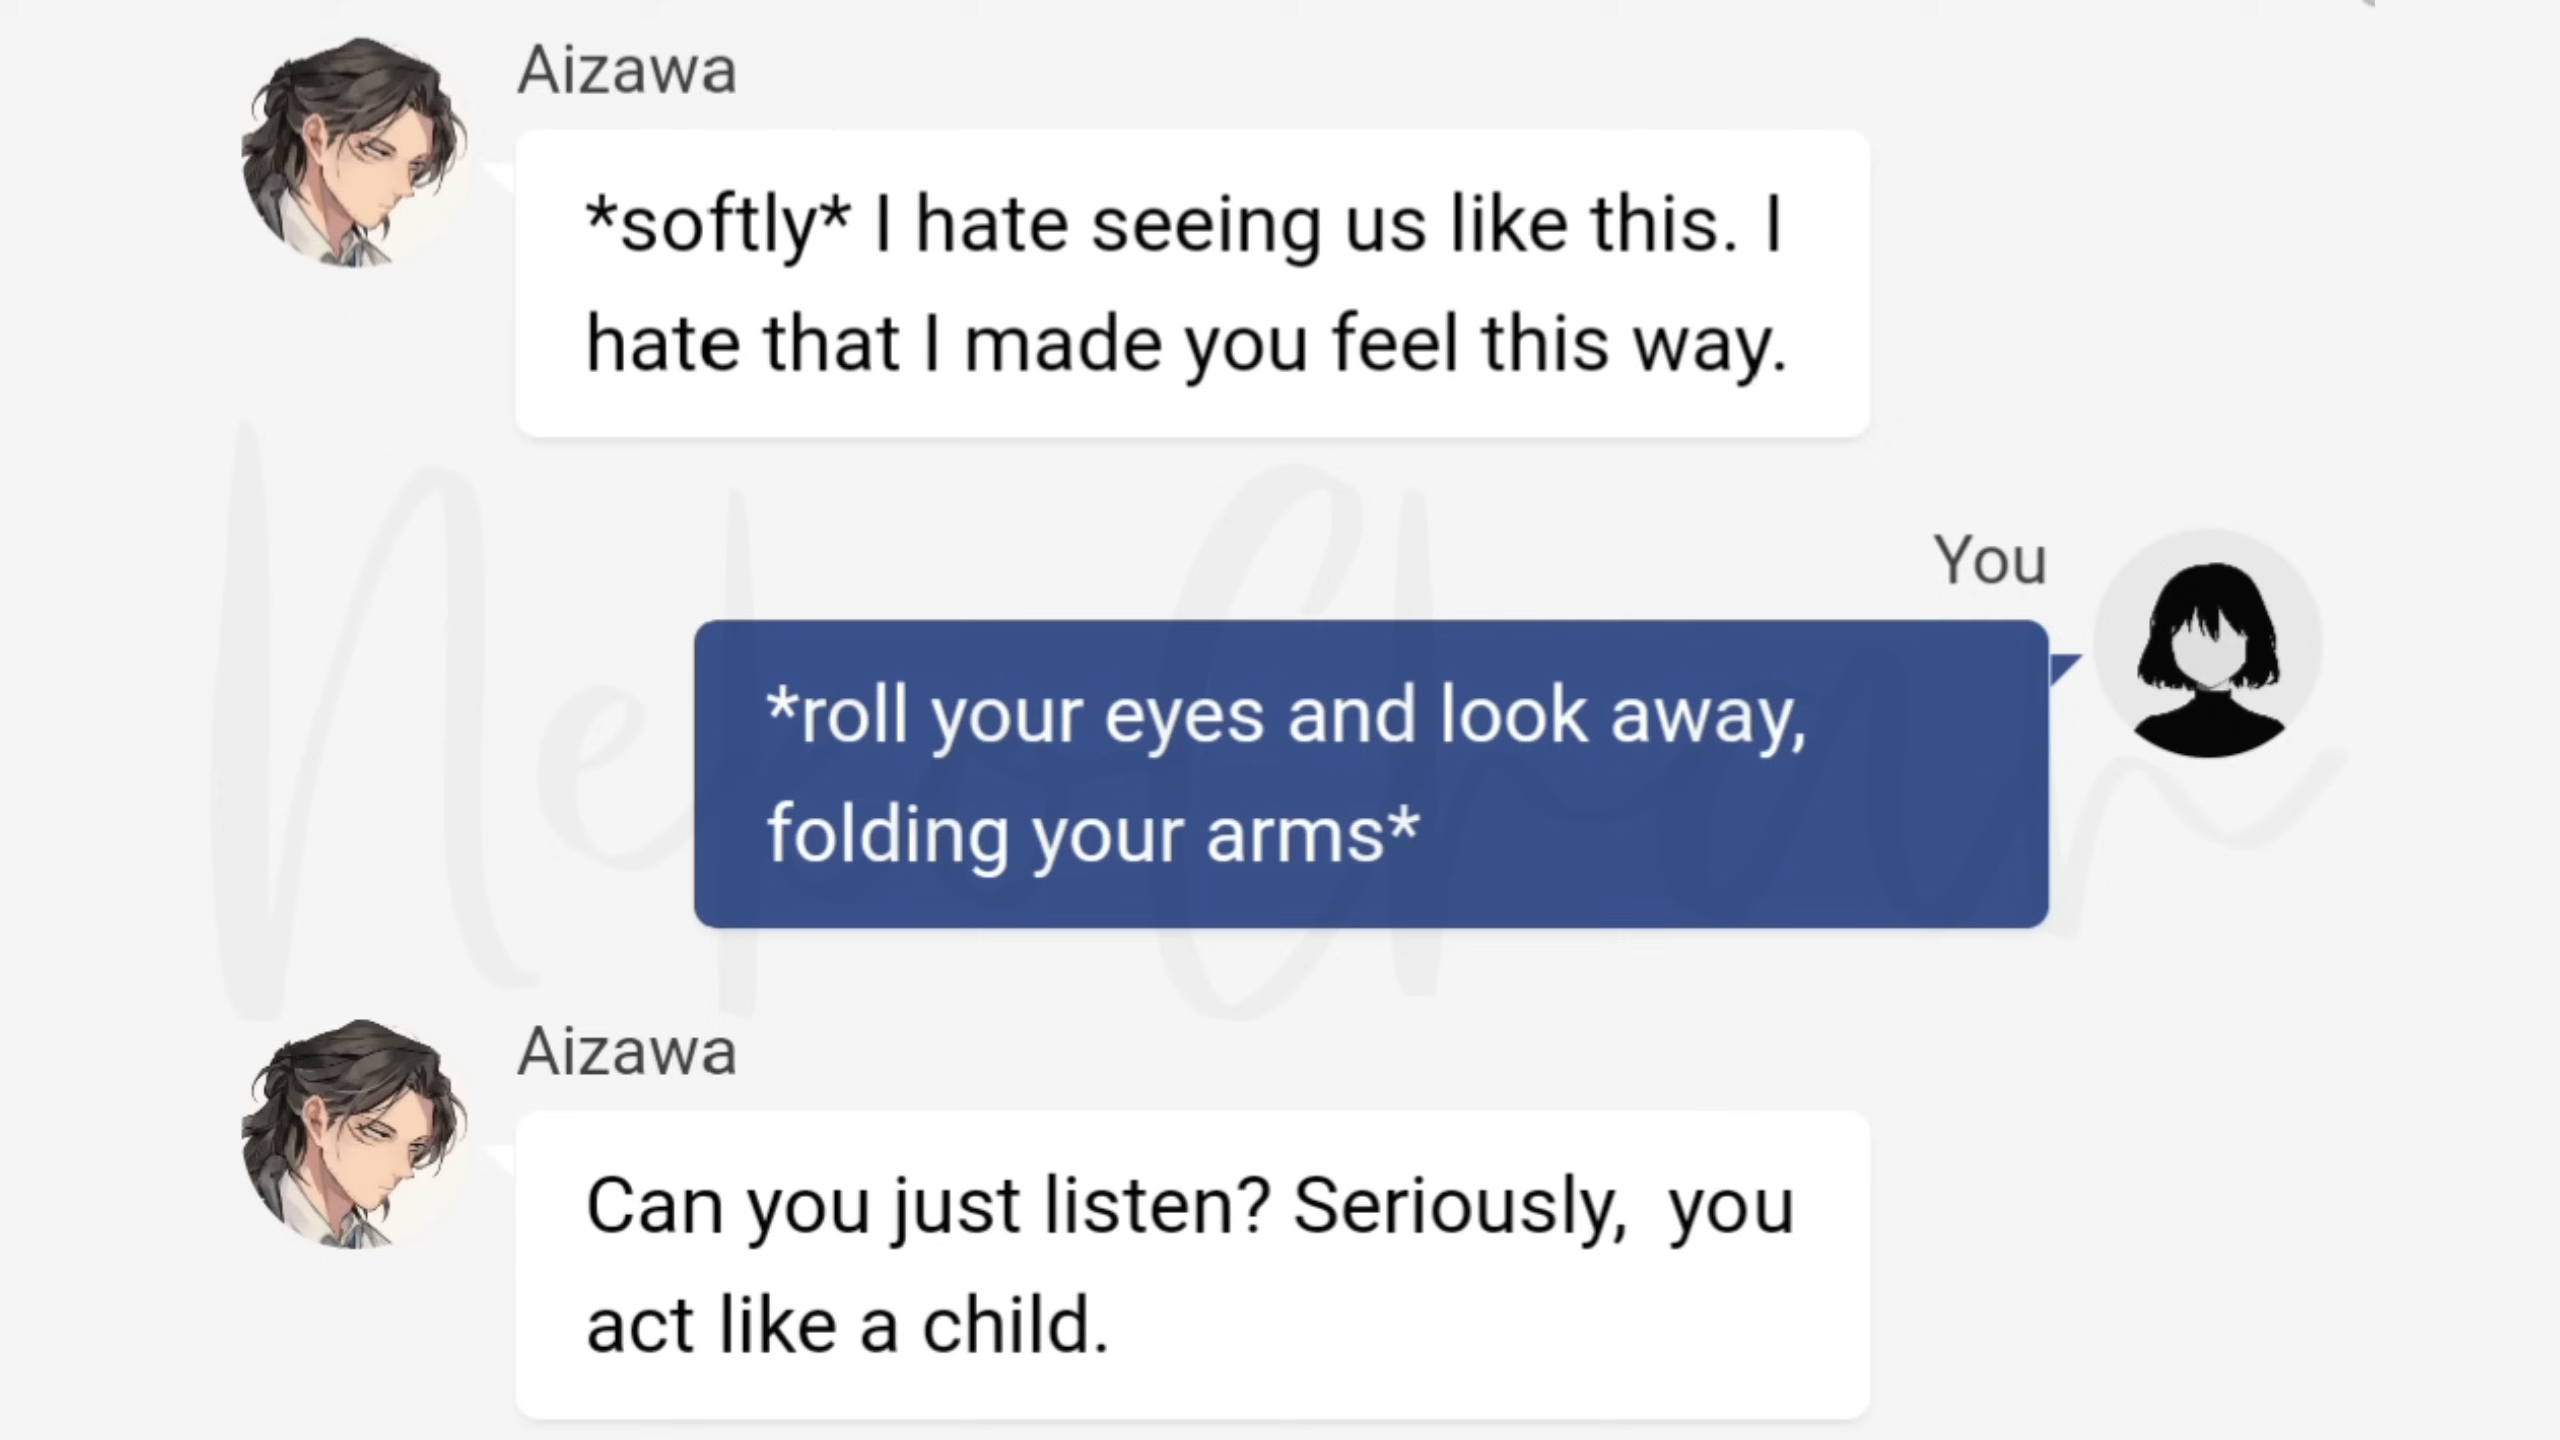 Aizawa
*softly* I hate seeing us like this. I
hate that I made you feel this way.
You
*roll your eyes and look away,
folding your arms*
Aizawa
Can you just listen? Seriously,  you
act like a child.